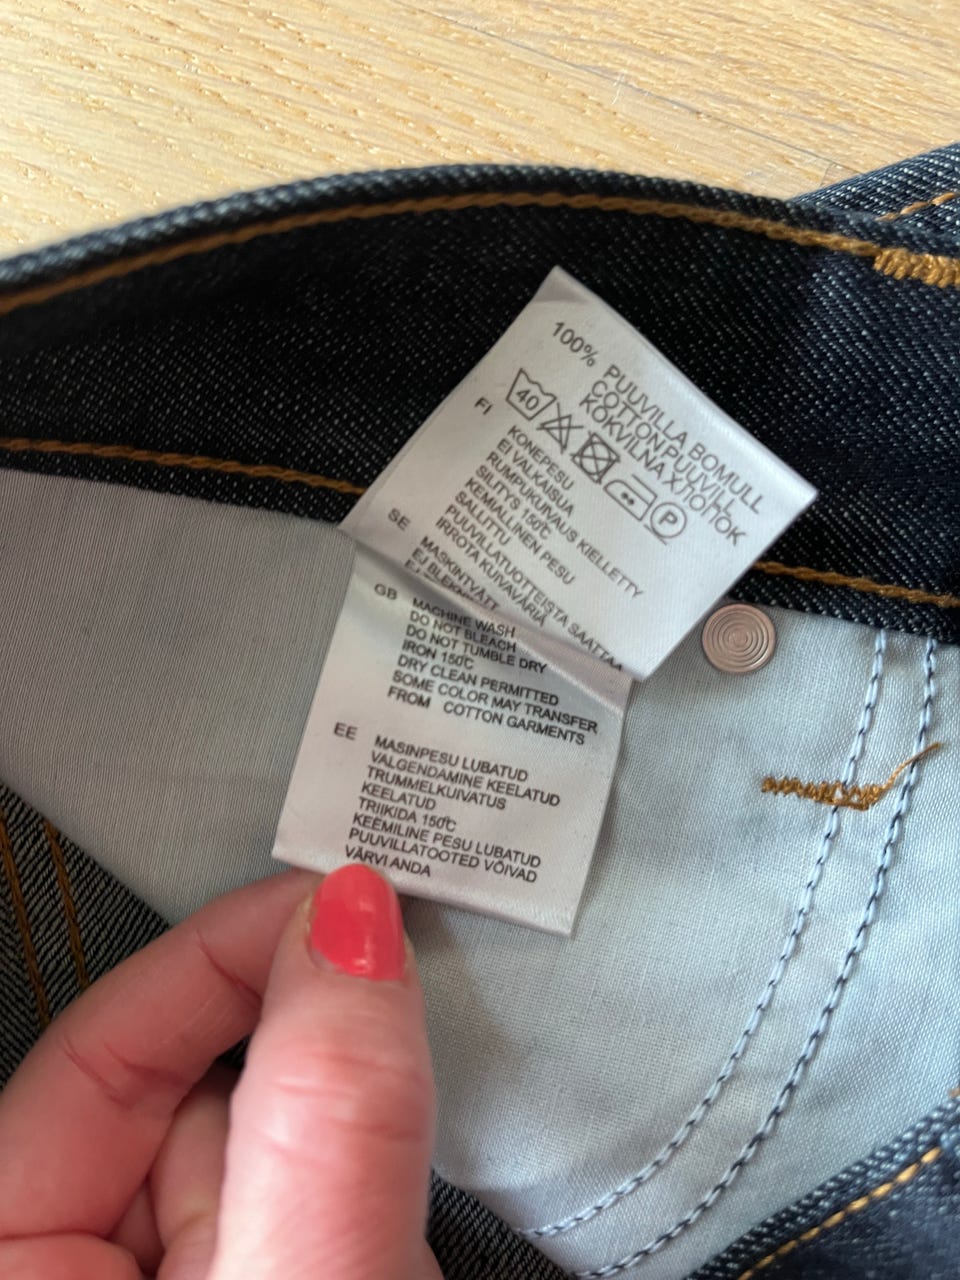 100% PUUVILLA BOMULL
COTTON PUUVILL
KOKVILNA ХЛОПОК
40 P
FI KONEPESU
EI VALKAISUA
RUMPUKUIVAUS KIELLETTY
SILITYS 150°C
KEMIALLINEN PESU
SALLITTU
PUUVILLATUOTTEISTA SAATTAA
IRROTA KUIVAVÄRIÄ
SE MASKINTVÄTT
EJ
GB MACHINE WASH
DO NOT BLEACH
DO NOT TUMBLE DRY
IRON 150°C
DRY CLEAN PERMITTED
SOME COLOR MAY TRANSFER
FROM COTTON GARMENTS
EE MASINPESU LUBATUD
VALGENDAMINE KEELATUD
TRUMMELKUIVATUS
KEELATUD
TRIIKIDA 150°C
KEEMILINE PESU LUBATUD
PUUVILLATOOTED VÕIVAD
VÄRVI ANDA